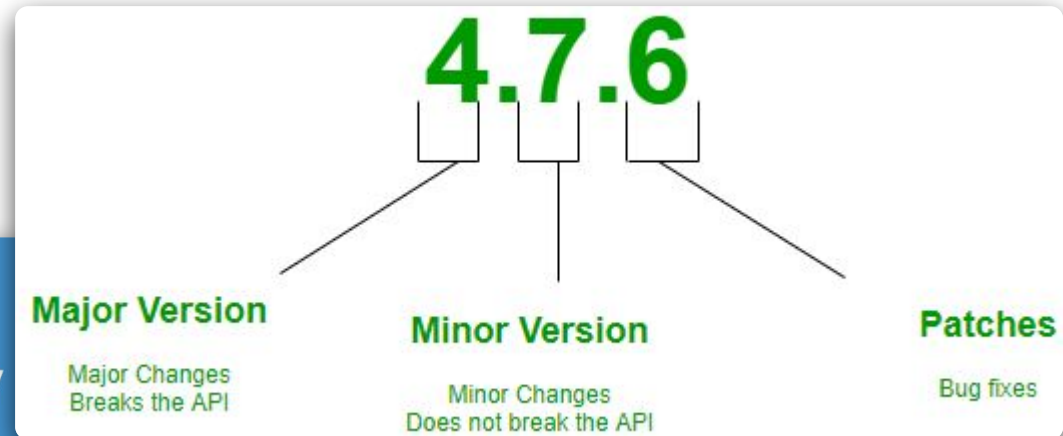 4.7.6
Major Version
Major Changes
Breaks the API
Minor Version
Minor Changes
Does not break the API
Patches
Bug fixes